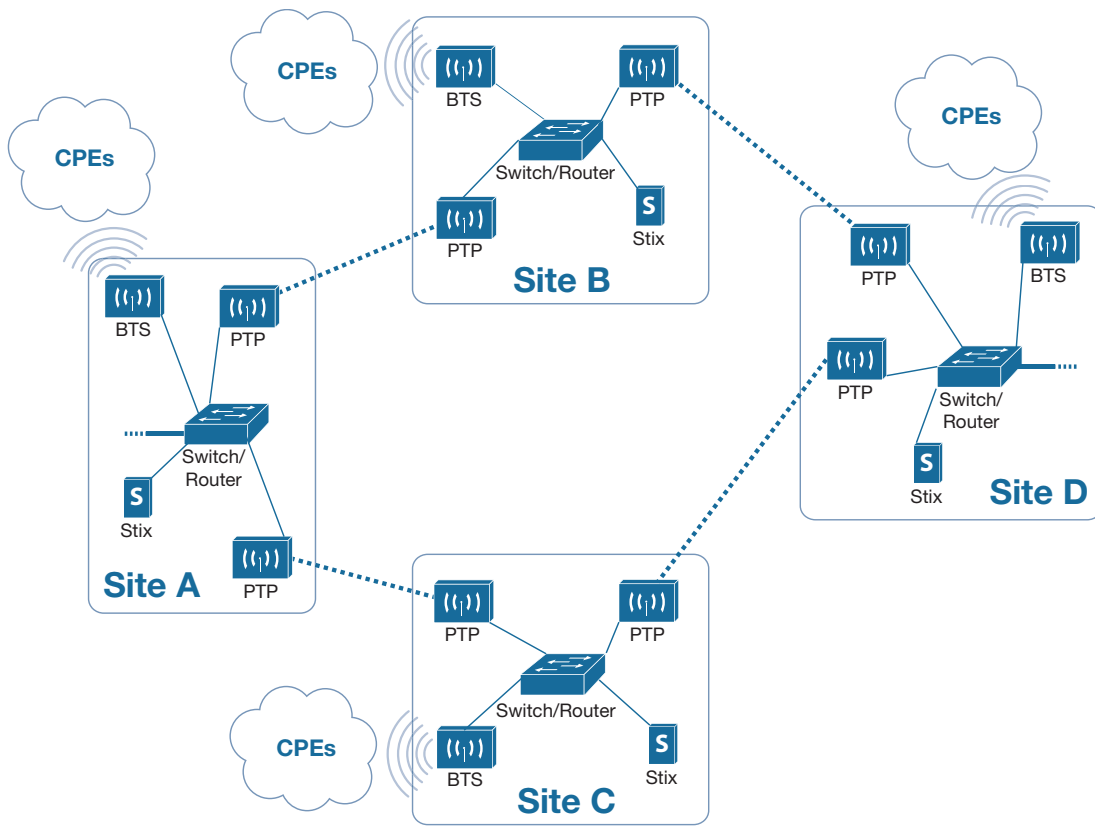 CPEs
BTS
PTP
Switch/Router
PTP
S
Stix
Site B
CPEs
BTS
PTP
Switch/
Router
S
Stix
PTP
Site A
CPEs
PTP
BTS
PTP
Switch/
Router
S
Stix
Site D
PTP
PTP
Switch/Router
CPEs
BTS
S
Stix
Site C